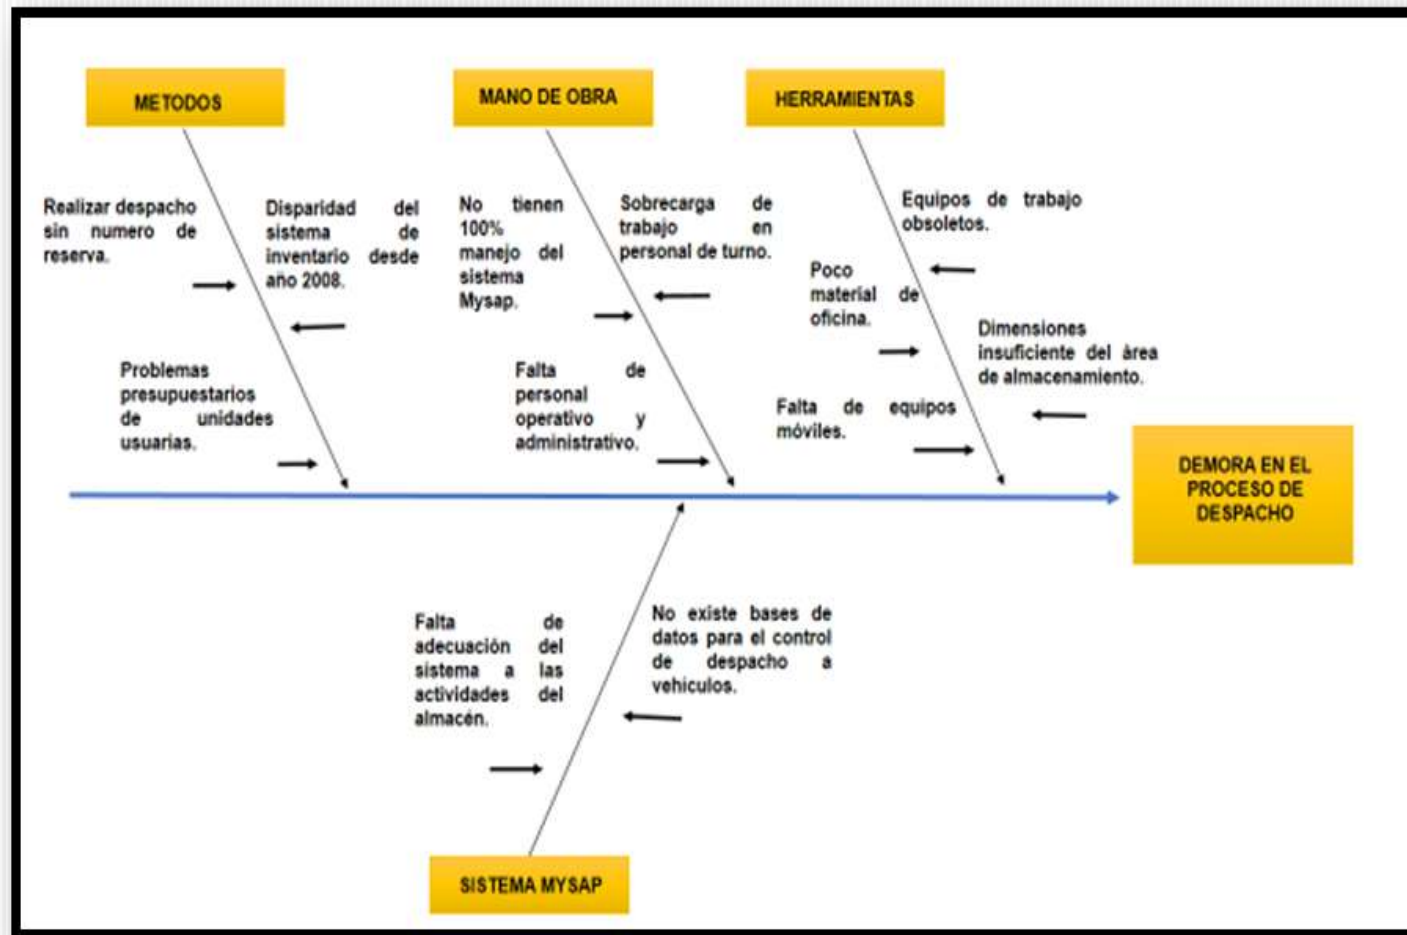 METODOS
MANO DE OBRA
HERRAMIENTAS
Realizar despacho
sin numero de
reserva.
Disparidad del
sistema de
inventario desde
año 2008.
Problemas
presupuestarios
de unidades
usuarias.
No tienen
100%
manejo del
sistema
Mysap.
Sobrecarga de
trabajo en
personal de turno.
Falta de
personal
operativo y
administrativo.
Equipos de trabajo
obsoletos.
Poco
material de
oficina.
Dimensiones
insuficiente del área
de almacenamiento.
Falta de equipos
móviles.
DEMORA EN EL
PROCESO DE
DESPACHO
Falta de
adecuación del
sistema a las
actividades del
almacén.
No existe bases de
datos para el control
de despacho a
vehículos.
SISTEMA MYSAP